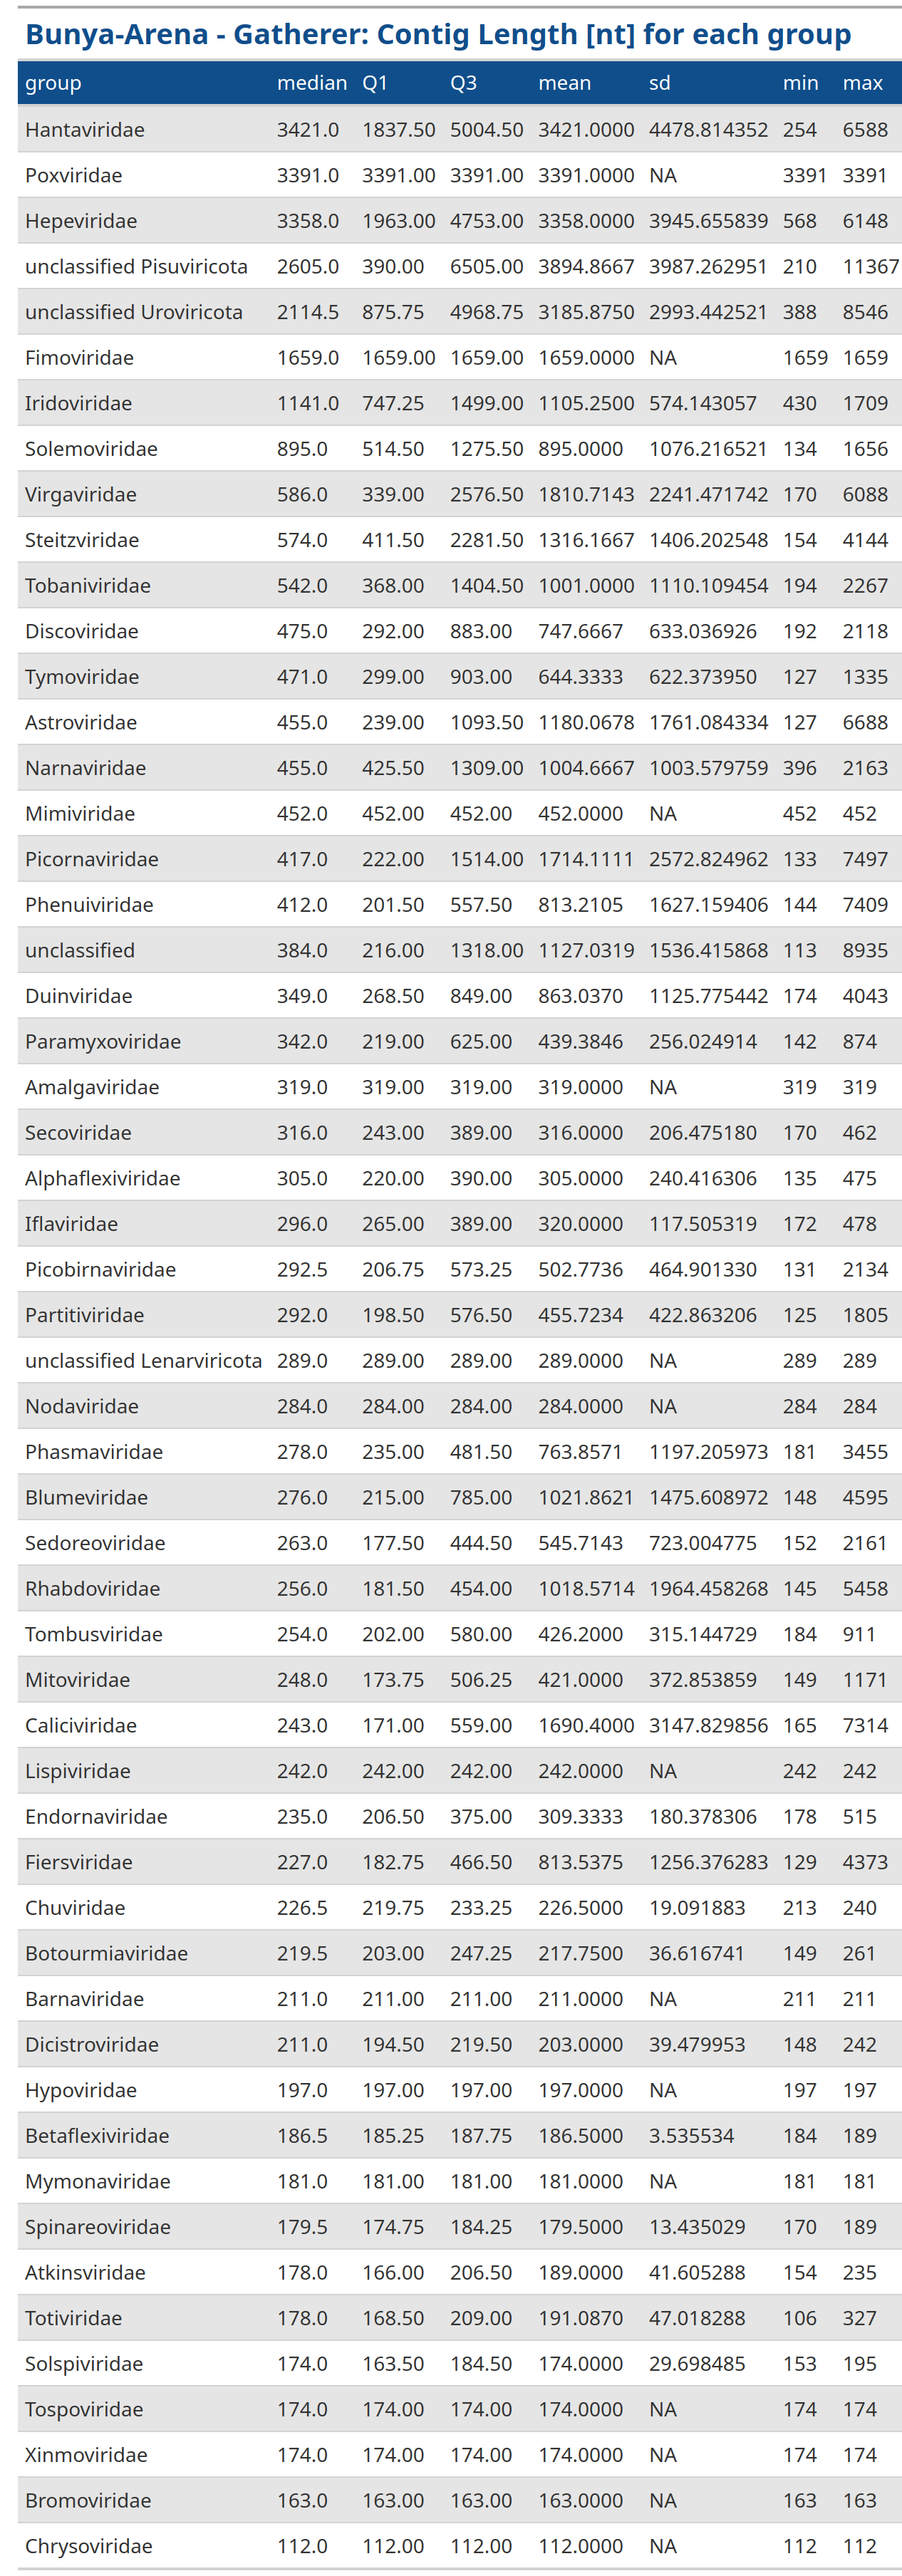 Bunya-Arena - Gatherer: Contig Length [nt] for each group
group median Q1 Q3 mean sd min max
Hantaviridae 3421.0 1837.50 5004.50 3421.0000 4478.814352 254 6588
Poxviridae 3391.0 3391.00 3391.00 3391.0000 NA 3391 3391
Hepeviridae 3358.0 1963.00 4753.00 3358.0000 3945.655839 568 6148
unclassified Pisuviricota 2605.0 390.00 6505.00 3894.8667 3987.262951 210 11367
unclassified Uroviricota 2114.5 875.75 4968.75 3185.8750 2993.442521 388 8546
Fimoviridae 1659.0 1659.00 1659.00 1659.0000 NA 1659 1659
Iridoviridae 1141.0 747.25 1499.00 1105.2500 574.143057 430 1709
Solemoviridae 895.0 514.50 1275.50 895.0000 1076.216521 134 1656
Virgaviridae 586.0 339.00 2576.50 1810.7143 2241.471742 170 6088
Steitzviridae 574.0 411.50 2281.50 1316.1667 1406.202548 154 4144
Tobaniviridae 542.0 368.00 1404.50 1001.0000 1110.109454 194 2267
Discoviridae 475.0 292.00 883.00 747.6667 633.036926 192 2118
Tymoviridae 471.0 299.00 903.00 644.3333 622.373950 127 1335
Astroviridae 455.0 239.00 1093.50 1180.0678 1761.084334 127 6688
Narnaviridae 455.0 425.50 1309.00 1004.6667 1003.579759 396 2163
Mimiviridae 452.0 452.00 452.00 452.0000 NA 452 452
Picornaviridae 417.0 222.00 1514.00 1714.1111 2572.824962 133 7497
Phenuiviridae 412.0 201.50 557.50 813.2105 1627.159406 144 7409
unclassified 384.0 216.00 1318.00 1127.0319 1536.415868 113 8935
Duinviridae 349.0 268.50 849.00 863.0370 1125.775442 174 4043
Paramyxoviridae 342.0 219.00 625.00 439.3846 256.024914 142 874
Amalgaviridae 319.0 319.00 319.00 319.0000 NA 319 319
Secoviridae 316.0 243.00 389.00 316.0000 206.475180 170 462
Alphaflexiviridae 305.0 220.00 390.00 305.0000 240.416306 135 475
Iflaviridae 296.0 265.00 389.00 320.0000 117.505319 172 478
Picobirnaviridae 292.5 206.75 573.25 502.7736 464.901330 131 2134
Partitiviridae 292.0 198.50 576.50 455.7234 422.863206 125 1805
unclassified Lenarviricota 289.0 289.00 289.00 289.0000 NA 289 289
Nodaviridae 284.0 284.00 284.00 284.0000 NA 284 284
Phasmaviridae 278.0 235.00 481.50 763.8571 1197.205973 181 3455
Blumeviridae 276.0 215.00 785.00 1021.8621 1475.608972 148 4595
Sedoreoviridae 263.0 177.50 444.50 545.7143 723.004775 152 2161
Rhabdoviridae 256.0 181.50 454.00 1018.5714 1964.458268 145 5458
Tombusviridae 254.0 202.00 580.00 426.2000 315.144729 184 911
Mitoviridae 248.0 173.75 506.25 421.0000 372.853859 149 1171
Caliciviridae 243.0 171.00 559.00 1690.4000 3147.829856 165 7314
Lispiviridae 242.0 242.00 242.00 242.0000 NA 242 242
Endornaviridae 235.0 206.50 375.00 309.3333 180.378306 178 515
Fiersviridae 227.0 182.75 466.50 813.5375 1256.376283 129 4373
Chuviridae 226.5 219.75 233.25 226.5000 19.091883 213 240
Botourmiaviridae 219.5 203.00 247.25 217.7500 36.616741 149 261
Barnaviridae 211.0 211.00 211.00 211.0000 NA 211 211
Dicistroviridae 211.0 194.50 219.50 203.0000 39.479953 148 242
Hypoviridae 197.0 197.00 197.00 197.0000 NA 197 197
Betaflexiviridae 186.5 185.25 187.75 186.5000 3.535534 184 189
Mymonaviridae 181.0 181.00 181.00 181.0000 NA 181 181
Spinareoviridae 179.5 174.75 184.25 179.5000 13.435029 170 189
Atkinsviridae 178.0 166.00 206.50 189.0000 41.605288 154 235
Totiviridae 178.0 168.50 209.00 191.0870 47.018288 106 327
Solspiviridae 174.0 163.50 184.50 174.0000 29.698485 153 195
Tospoviridae 174.0 174.00 174.00 174.0000 NA 174 174
Xinmoviridae 174.0 174.00 174.00 174.0000 NA 174 174
Bromoviridae 163.0 163.00 163.00 163.0000 NA 163 163
Chrysoviridae 112.0 112.00 112.00 112.0000 NA 112 112